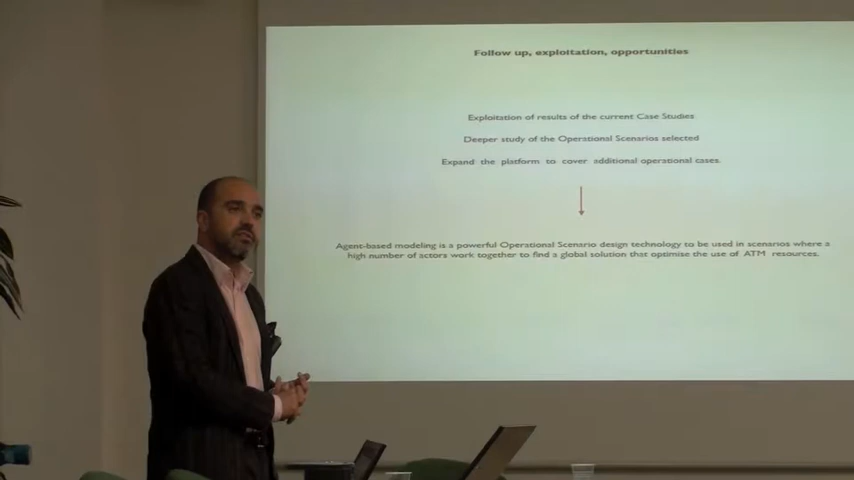 Follow up, exploitation, opportunities
Exploitation of results of the current Case Studies
Deeper study of the Operational Scenarios selected
Expand the platform to cover additional operational cases.
Agent-based modeling is a powerful Operational Scenario design technology to be used in scenarios where a
high number of actors work together to find a global solution that optimise the use of ATM resources.